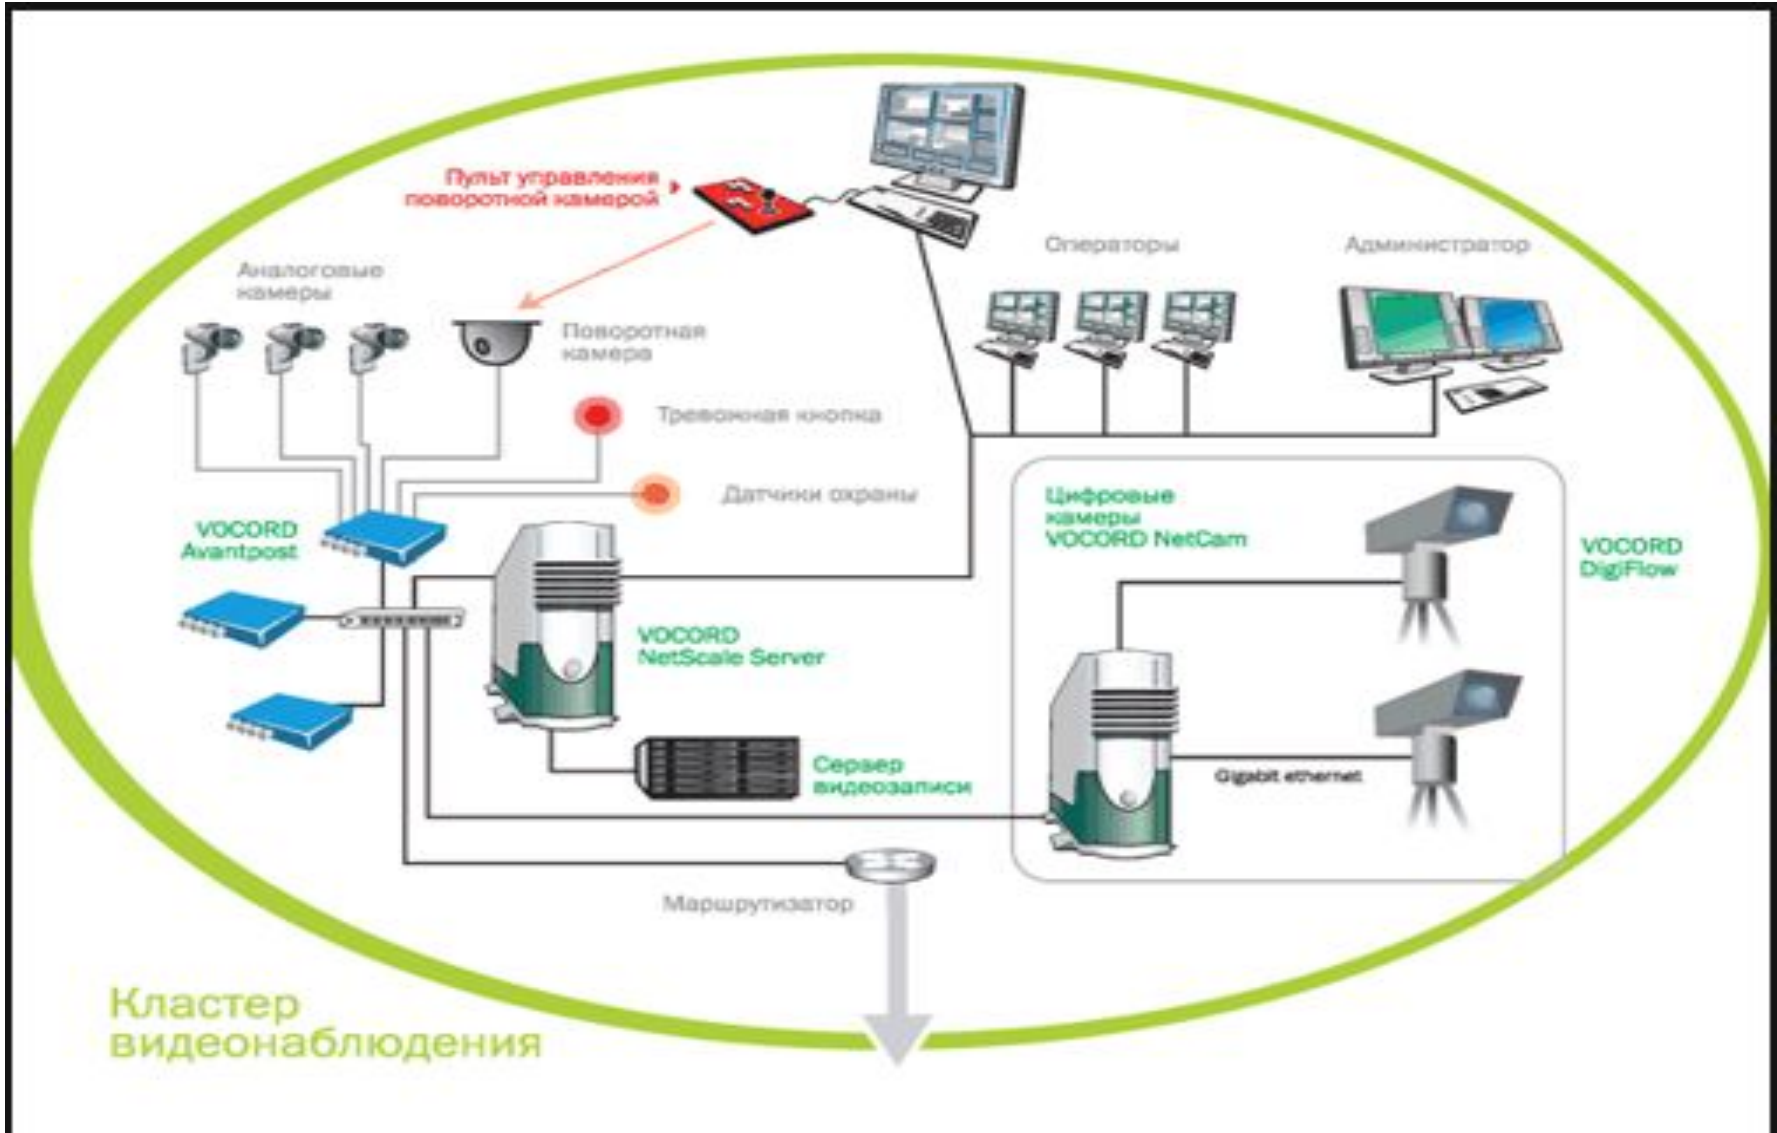 Пульт управления
поворотной камерой
Операторы
Администратор
Аналоговые
камеры
Поворотная
камера
Тревожная кнопка
Датчики охраны
VOCORD
Avantpost
Цифровые
камеры
VOCORD NetCam
VOCORD
DigiFlow
VOCORD
NetScale Server
Сервер
видеозаписи
Gigabit ethernet
Маршрутизатор
Кластер
видеонаблюдения